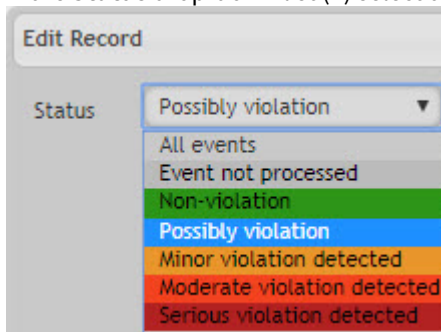 Edit Record
Status
Possibly violation
All events
Event not processed
Non-violation
Possibly violation
Minor violation detected
Moderate violation detected
Serious violation detected